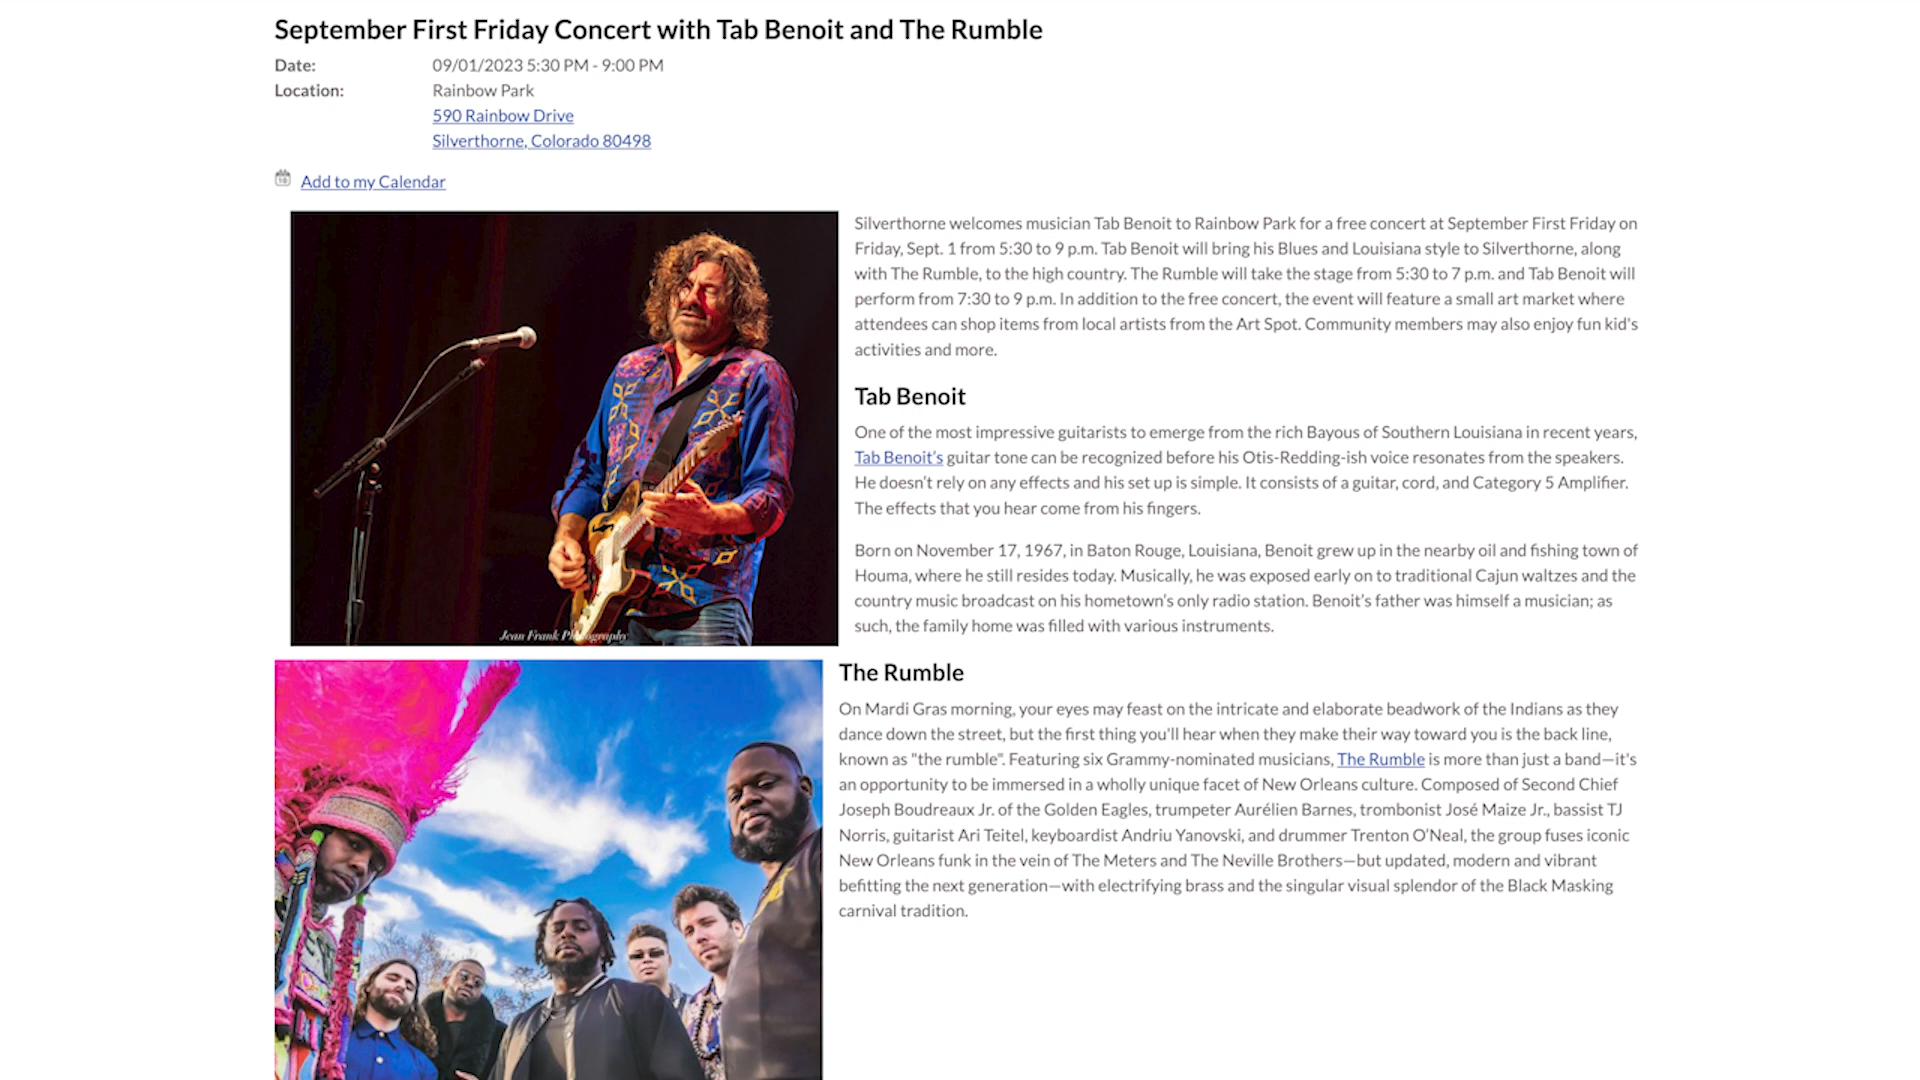 September First Friday Concert with Tab Benoit and The Rumble
Date: 09/01/2023 5:30 PM - 9:00 PM
Location: Rainbow Park
590 Rainbow Drive
Silverthorne, Colorado 80498
Add to my Calendar
Silverthorne welcomes musician Tab Benoit to Rainbow Park for a free concert at September First Friday on
Friday, Sept. 1 from 5:30 to 9 p.m. Tab Benoit will bring his Blues and Louisiana style to Silverthorne, along
with The Rumble, to the high country. The Rumble will take the stage from 5:30 to 7 p.m. and Tab Benoit will
perform from 7:30 to 9 p.m. In addition to the free concert, the event will feature a small art market where
attendees can shop items from local artists from the Art Spot. Community members may also enjoy fun kid's
activities and more.
Tab Benoit
One of the most impressive guitarists to emerge from the rich Bayous of Southern Louisiana in recent years,
Tab Benoit’s guitar tone can be recognized before his Otis-Redding-ish voice resonates from the speakers.
He doesn’t rely on any effects and his set up is simple. It consists of a guitar, cord, and Category 5 Amplifier.
The effects that you hear come from his fingers.
Born on November 17, 1967, in Baton Rouge, Louisiana, Benoit grew up in the nearby oil and fishing town of
Houma, where he still resides today. Musically, he was exposed early on to traditional Cajun waltzes and the
country music broadcast on his hometown’s only radio station. Benoit’s father was himself a musician; as
such, the family home was filled with various instruments.
Jean Frank Photography
The Rumble
On Mardi Gras morning, your eyes may feast on the intricate and elaborate beadwork of the Indians as they
dance down the street, but the first thing you'll hear when they make their way toward you is the back line,
known as "the rumble". Featuring six Grammy-nominated musicians, The Rumble is more than just a band—it's
an opportunity to be immersed in a wholly unique facet of New Orleans culture. Composed of Second Chief
Joseph Boudreaux Jr. of the Golden Eagles, trumpeter Aurélien Barnes, trombonist José Maize Jr., bassist TJ
Norris, guitarist Ari Teitel, keyboardist Andriu Yanovski, and drummer Trenton O’Neal, the group fuses iconic
New Orleans funk in the vein of The Meters and The Neville Brothers—but updated, modern and vibrant
befitting the next generation—with electrifying brass and the singular visual splendor of the Black Masking
carnival tradition.